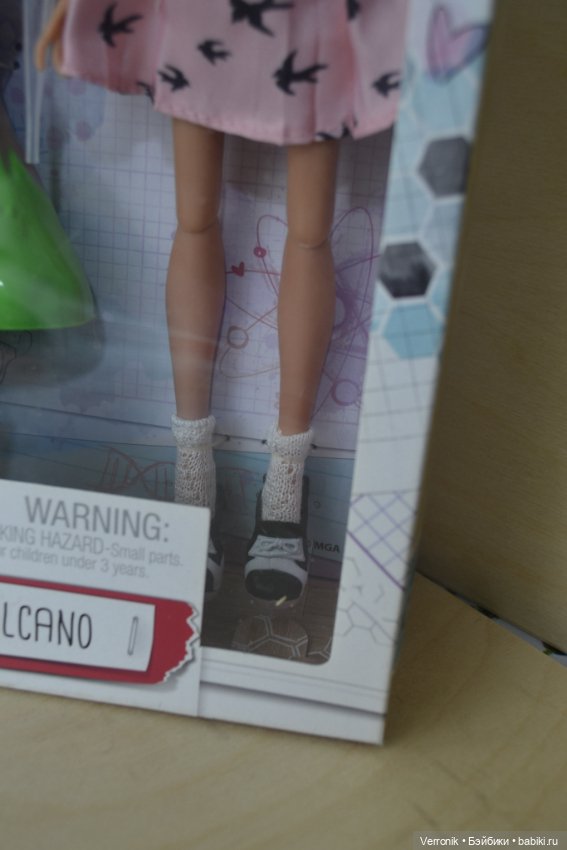 MGA
WARNING:
KING HAZARD-Small parts.
r children under 3 years.
LCANO
Verronik • Бэйбики • babiki.ru